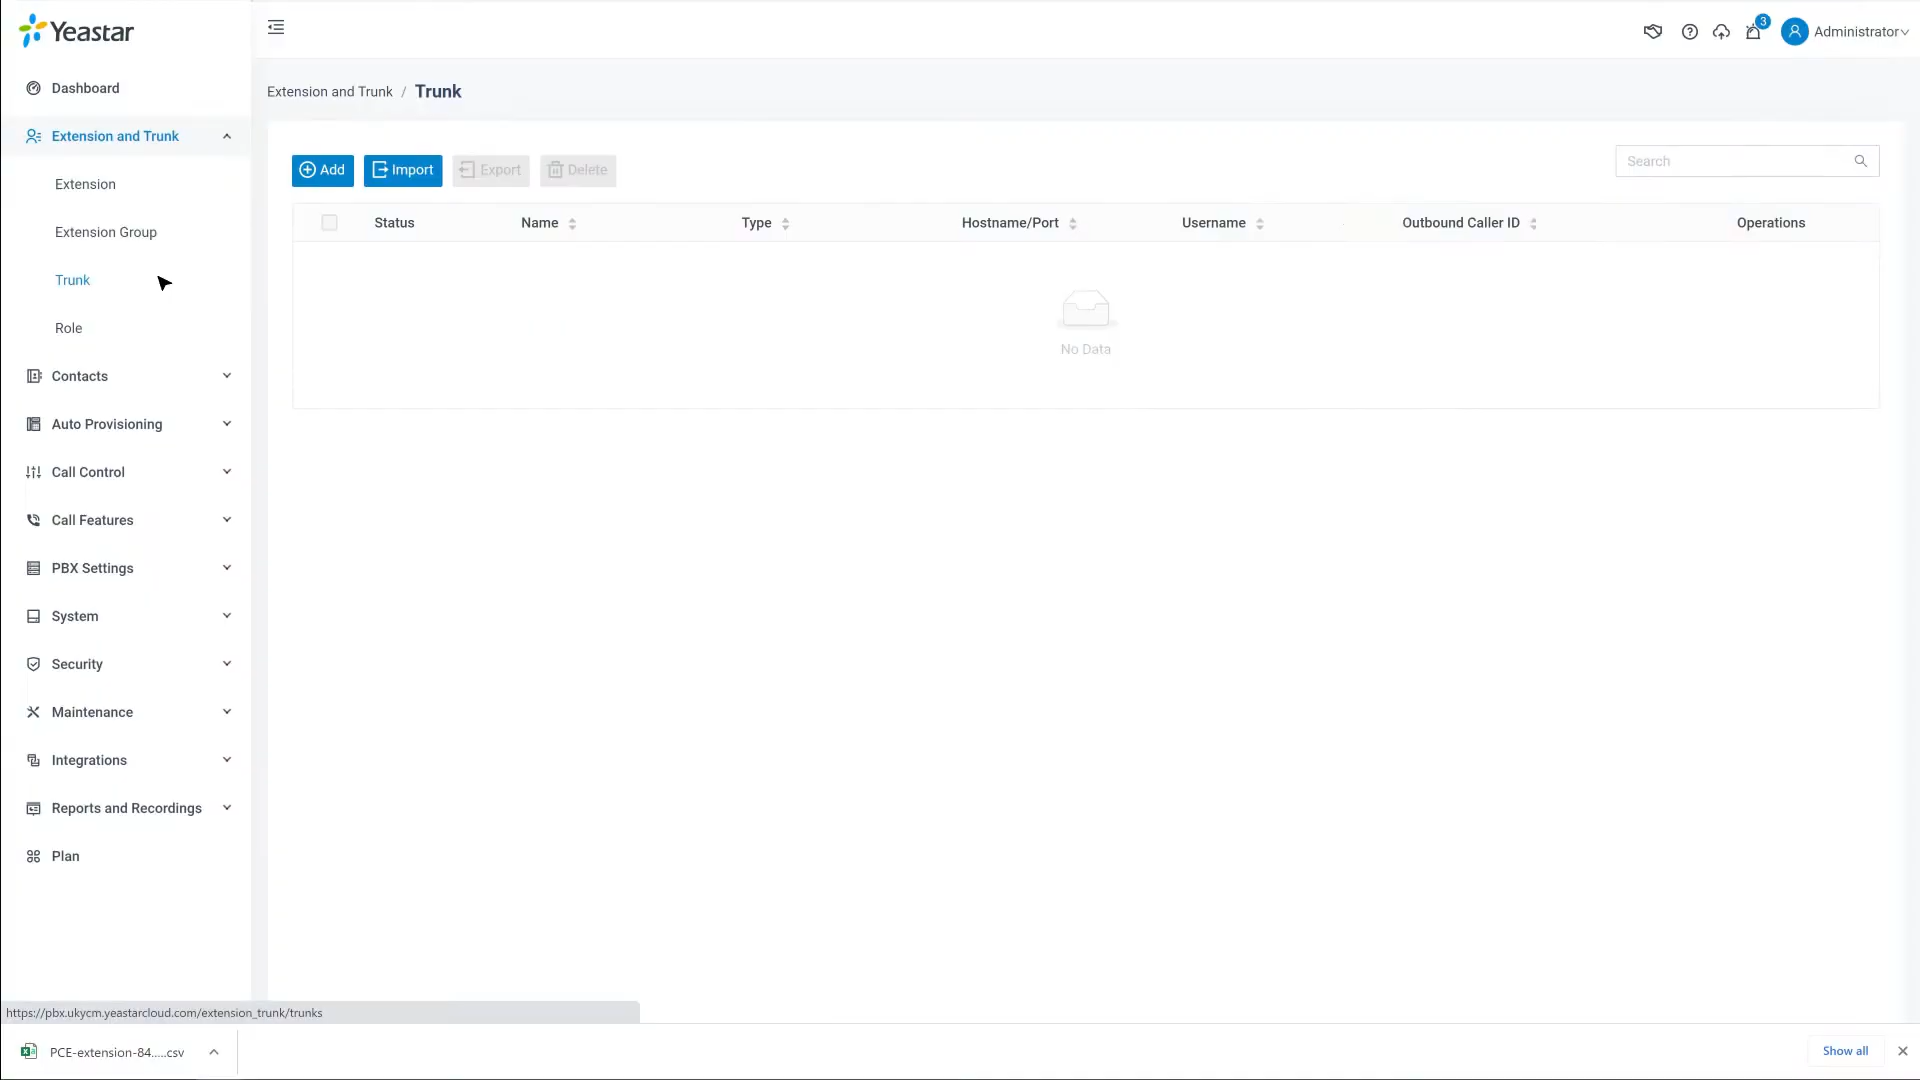 Yeastar
3
Administrator
Dashboard
Extension and Trunk / Trunk
Extension and Trunk
Add
Import
Export
Delete
Search
Extension
Status
Name
Type
Hostname/Port
Username
Outbound Caller ID
Operations
Extension Group
Trunk
Role
No Data
Contacts
Auto Provisioning
Call Control
Call Features
PBX Settings
System
Security
Maintenance
Integrations
Reports and Recordings
Plan
https://pbx.ukycm.yeastarcloud.com/extension_trunk/trunks
PCE-extension-84.....csv
Show all